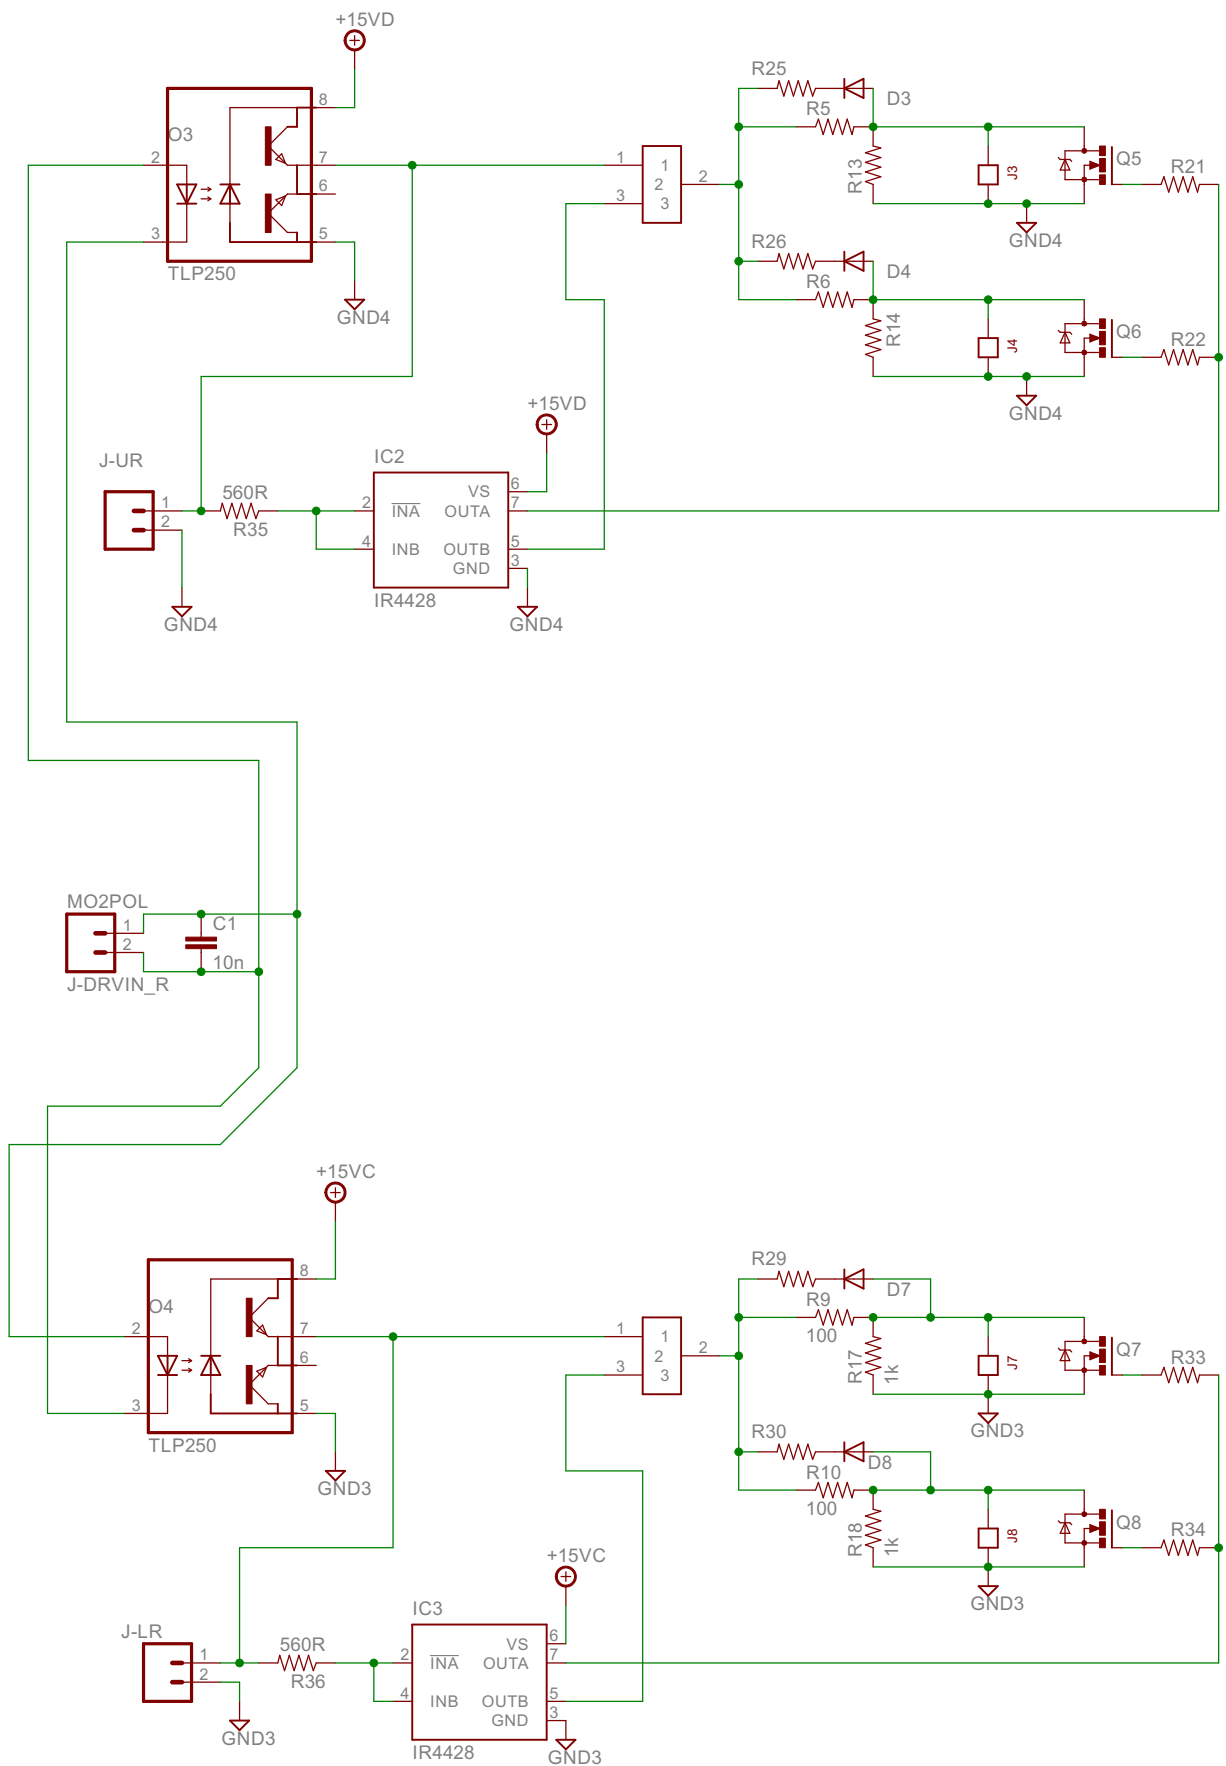 +15VD
8
O3
2
7
6
3
5
TLP250
GND4
1
3
1
2
3
2
R25
D3
R5
R13
J3
Q5
R21
GND4
R26
D4
R6
R14
J4
Q6
R22
GND4
+15VD
IC2
J-UR
560R
R35
1
2
GND4
2
4
INA
INB
VS
OUTA
OUTB
GND
6
7
5
3
IR4428
GND4
MO2POL
1
2
C1
10n
J-DRVIN_R
+15VC
8
O4
2
7
6
3
5
TLP250
GND3
1
3
1
2
3
2
R29
D7
R9
100
R17
1k
J7
Q7
R33
GND3
R30
D8
R10
100
R18
1k
J8
Q8
R34
GND3
+15VC
IC3
J-LR
560R
R36
1
2
GND3
2
4
INA
INB
VS
OUTA
OUTB
GND
6
7
5
3
IR4428
GND3